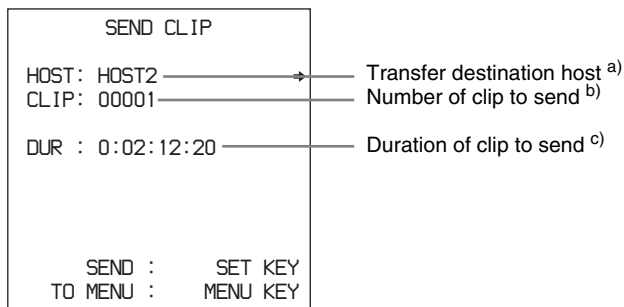 SEND CLIP
HOST: HOST2 Transfer destination host a)
CLIP: 00001 Number of clip to send b)
DUR : 0:02:12:20 Duration of clip to send c)
SEND : SET KEY
TO MENU : MENU KEY